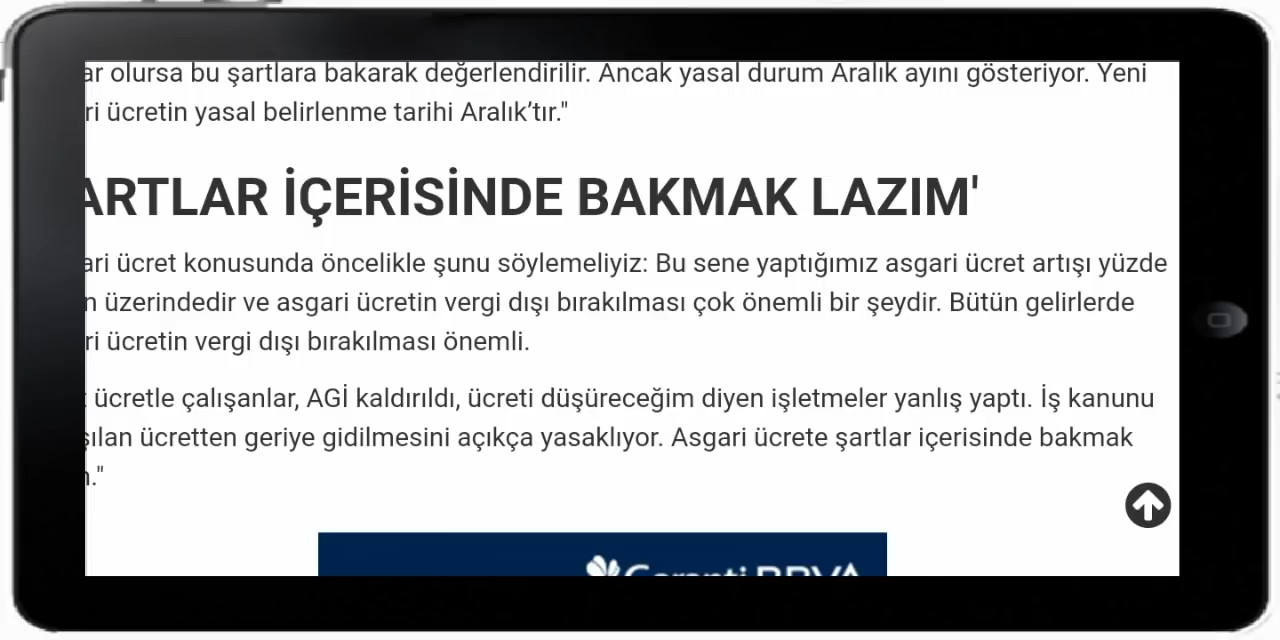 olursa bu şartlara bakarak değerlendirilir. Ancak yasal durum Aralık ayını gösteriyor. Yeni
ücretin yasal belirlenme tarihi Aralık’tır."
ARTLAR İÇERİSİNDE BAKMAK LAZIM'
ari ücret konusunda öncelikle şunu söylemeliyiz: Bu sene yaptığımız asgari ücret artışı yüzde
üzerindedir ve asgari ücretin vergi dışı bırakılması çok önemli bir şeydir. Bütün gelirlerde
ri ücretin vergi dışı bırakılması önemli.
ücretle çalışanlar, AGİ kaldırıldı, ücreti düşüreceğim diyen işletmeler yanlış yaptı. İş kanunu
şılan ücretten geriye gidilmesini açıkça yasaklıyor. Asgari ücrete şartlar içerisinde bakmak
Garanti BBVA